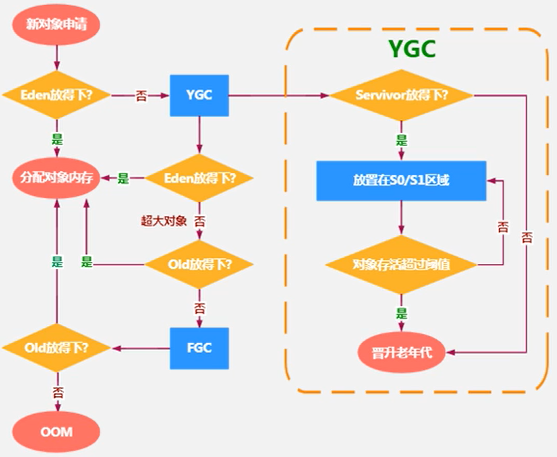 新对象申请
YGC
Eden放得下?
否
YGC
Servivor放得下?
是
是
分配对象内存
是
Eden放得下?
放置在S0/S1区域
超大对象
否
否
否
是
是
Old放得下?
对象存活超过阈值
否
是
Old放得下?
FGC
晋升老年代
否
OOM